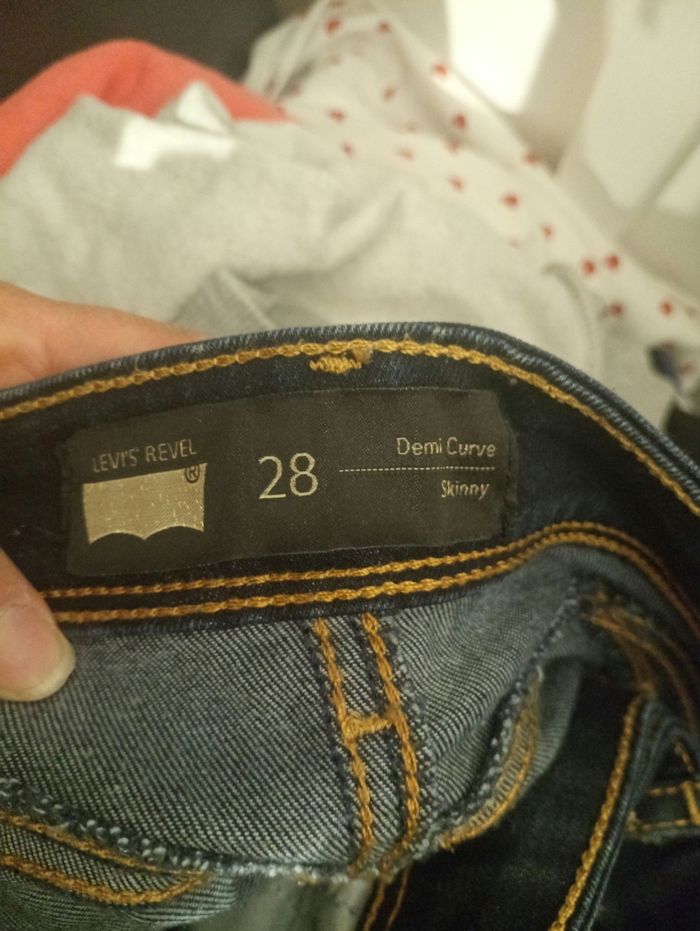 LEVI'S REVEL
®
28
Demi Curve
Skinny